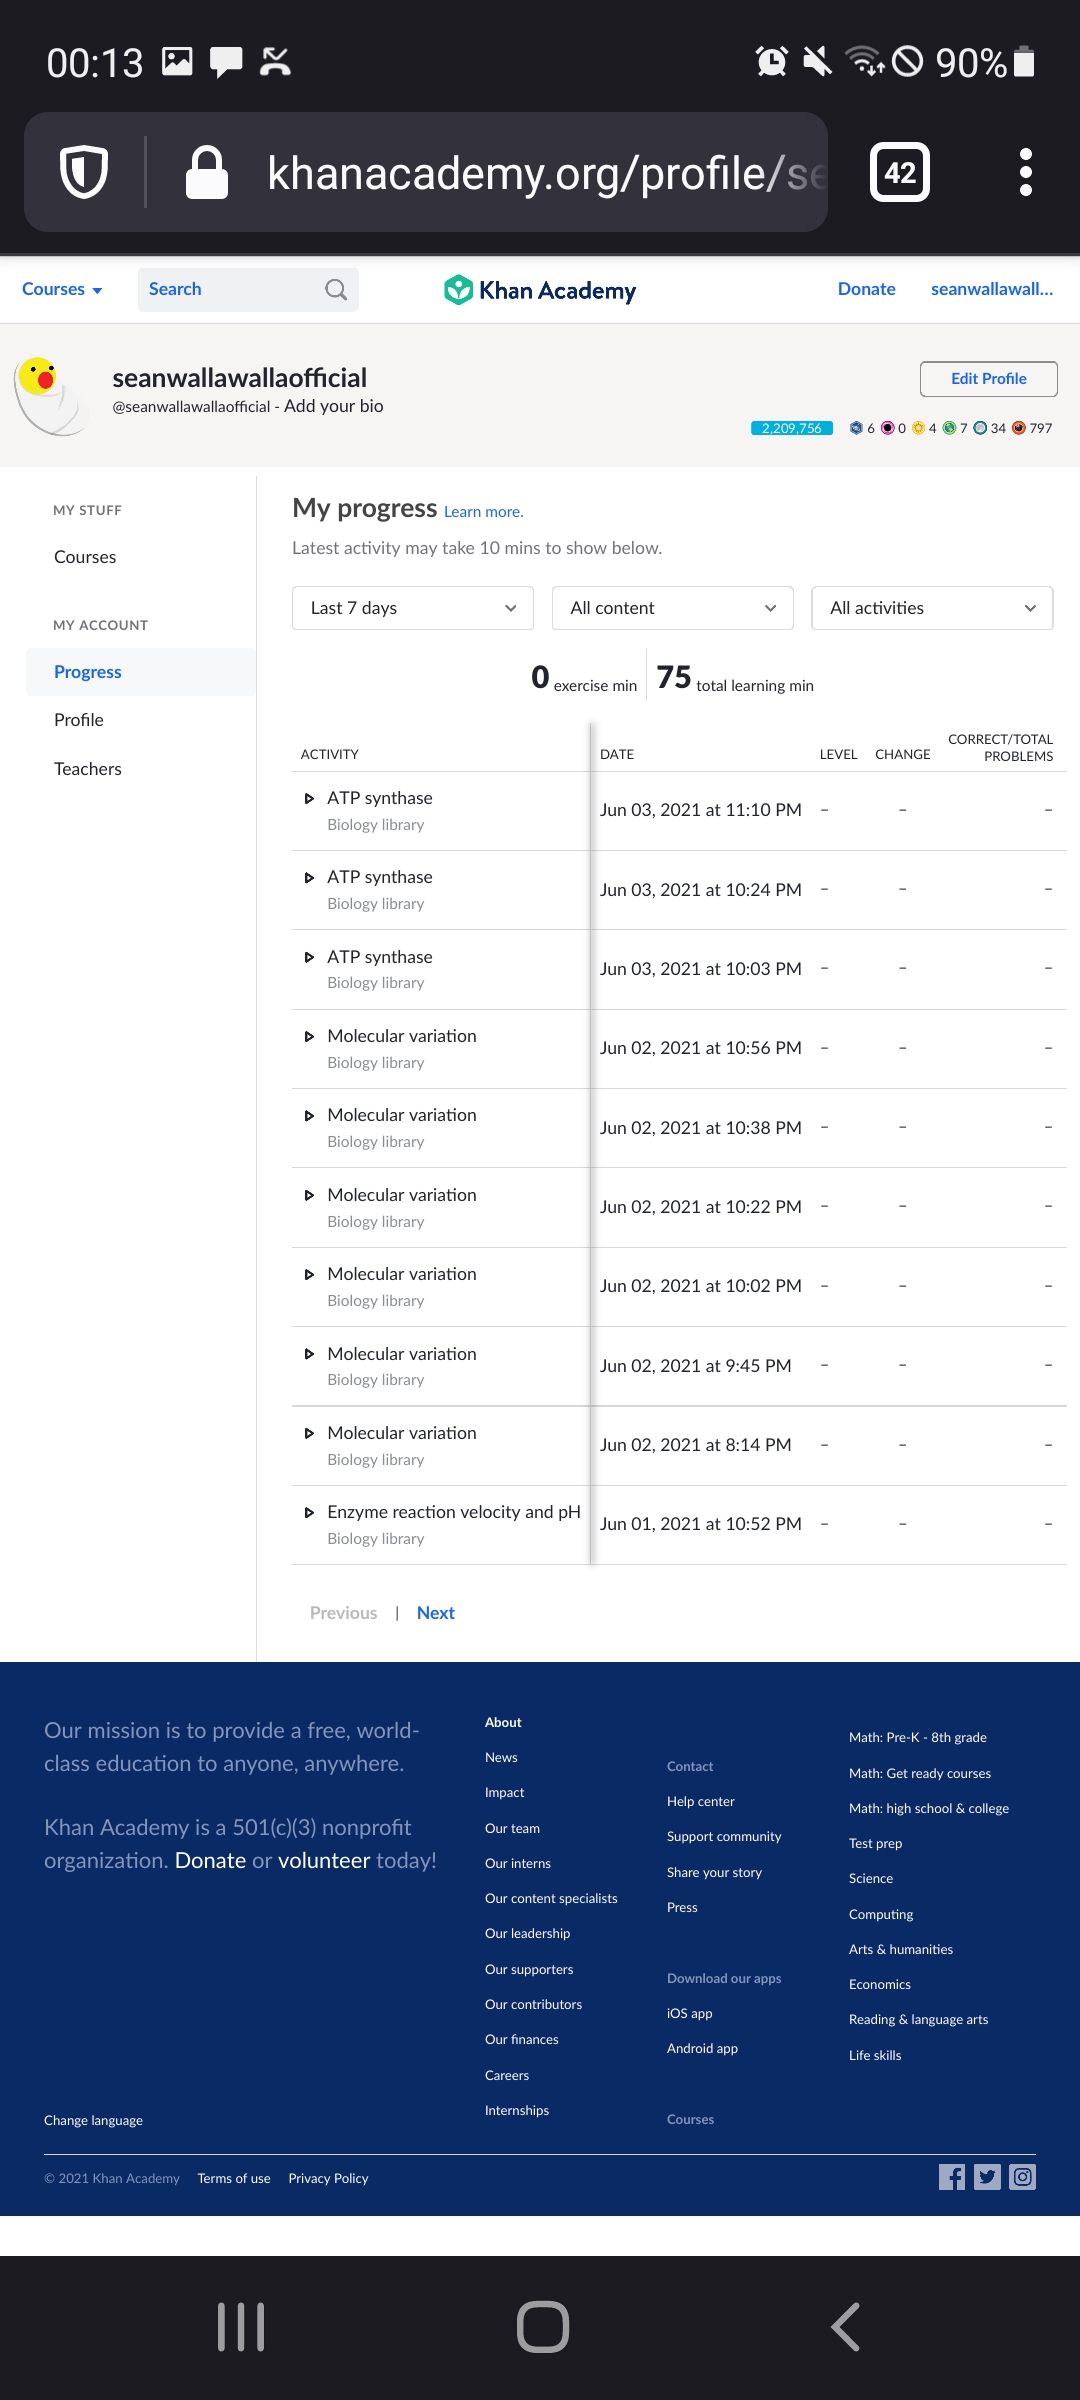 00:13
90%
khanacademy.org/profile/se
42
Courses
Search
Khan Academy
Donate
seanwallawall...
seanwallawallaofficial
@seanwallawallaofficial - Add your bio
Edit Profile
2,209,756 6 0 4 7 34 797
MY STUFF
Courses
MY ACCOUNT
Progress
Profile
Teachers
My progress Learn more.
Latest activity may take 10 mins to show below.
Last 7 days
All content
All activities
0 exercise min
75 total learning min
ACTIVITY DATE LEVEL CHANGE CORRECT/TOTAL PROBLEMS
ATP synthase
Biology library
Jun 03, 2021 at 11:10 PM – – –
ATP synthase
Biology library
Jun 03, 2021 at 10:24 PM – – –
ATP synthase
Biology library
Jun 03, 2021 at 10:03 PM – – –
Molecular variation
Biology library
Jun 02, 2021 at 10:56 PM – – –
Molecular variation
Biology library
Jun 02, 2021 at 10:38 PM – – –
Molecular variation
Biology library
Jun 02, 2021 at 10:22 PM – – –
Molecular variation
Biology library
Jun 02, 2021 at 10:02 PM – – –
Molecular variation
Biology library
Jun 02, 2021 at 9:45 PM – – –
Molecular variation
Biology library
Jun 02, 2021 at 8:14 PM – – –
Enzyme reaction velocity and pH
Biology library
Jun 01, 2021 at 10:52 PM – – –
Previous | Next
Our mission is to provide a free, world-
class education to anyone, anywhere.
Khan Academy is a 501(c)(3) nonprofit
organization. Donate or volunteer today!
About
News
Impact
Our team
Our interns
Our content specialists
Our leadership
Our supporters
Our contributors
Our finances
Careers
Internships
Contact
Help center
Support community
Share your story
Press
Download our apps
iOS app
Android app
Courses
Math: Pre-K - 8th grade
Math: Get ready courses
Math: high school & college
Test prep
Science
Computing
Arts & humanities
Economics
Reading & language arts
Life skills
Change language
© 2021 Khan Academy Terms of use Privacy Policy